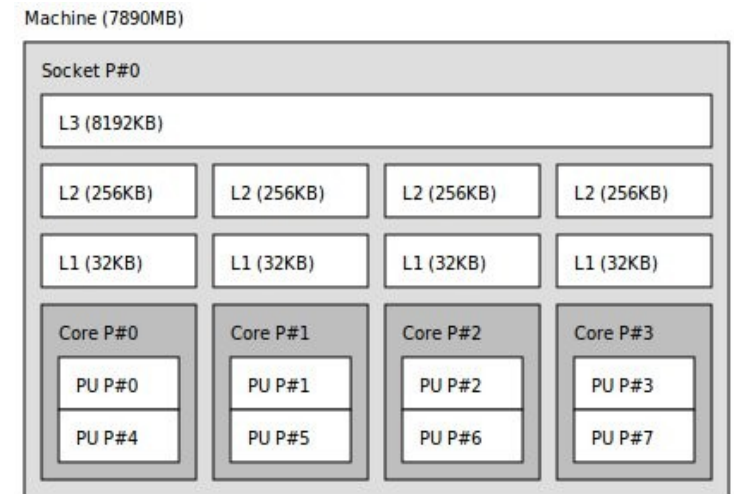 Machine (7890MB)
Socket P#0
L3 (8192KB)
L2 (256KB) L2 (256KB) L2 (256KB) L2 (256KB)
L1 (32KB) L1 (32KB) L1 (32KB) L1 (32KB)
Core P#0 Core P#1 Core P#2 Core P#3
PU P#0 PU P#1 PU P#2 PU P#3
PU P#4 PU P#5 PU P#6 PU P#7